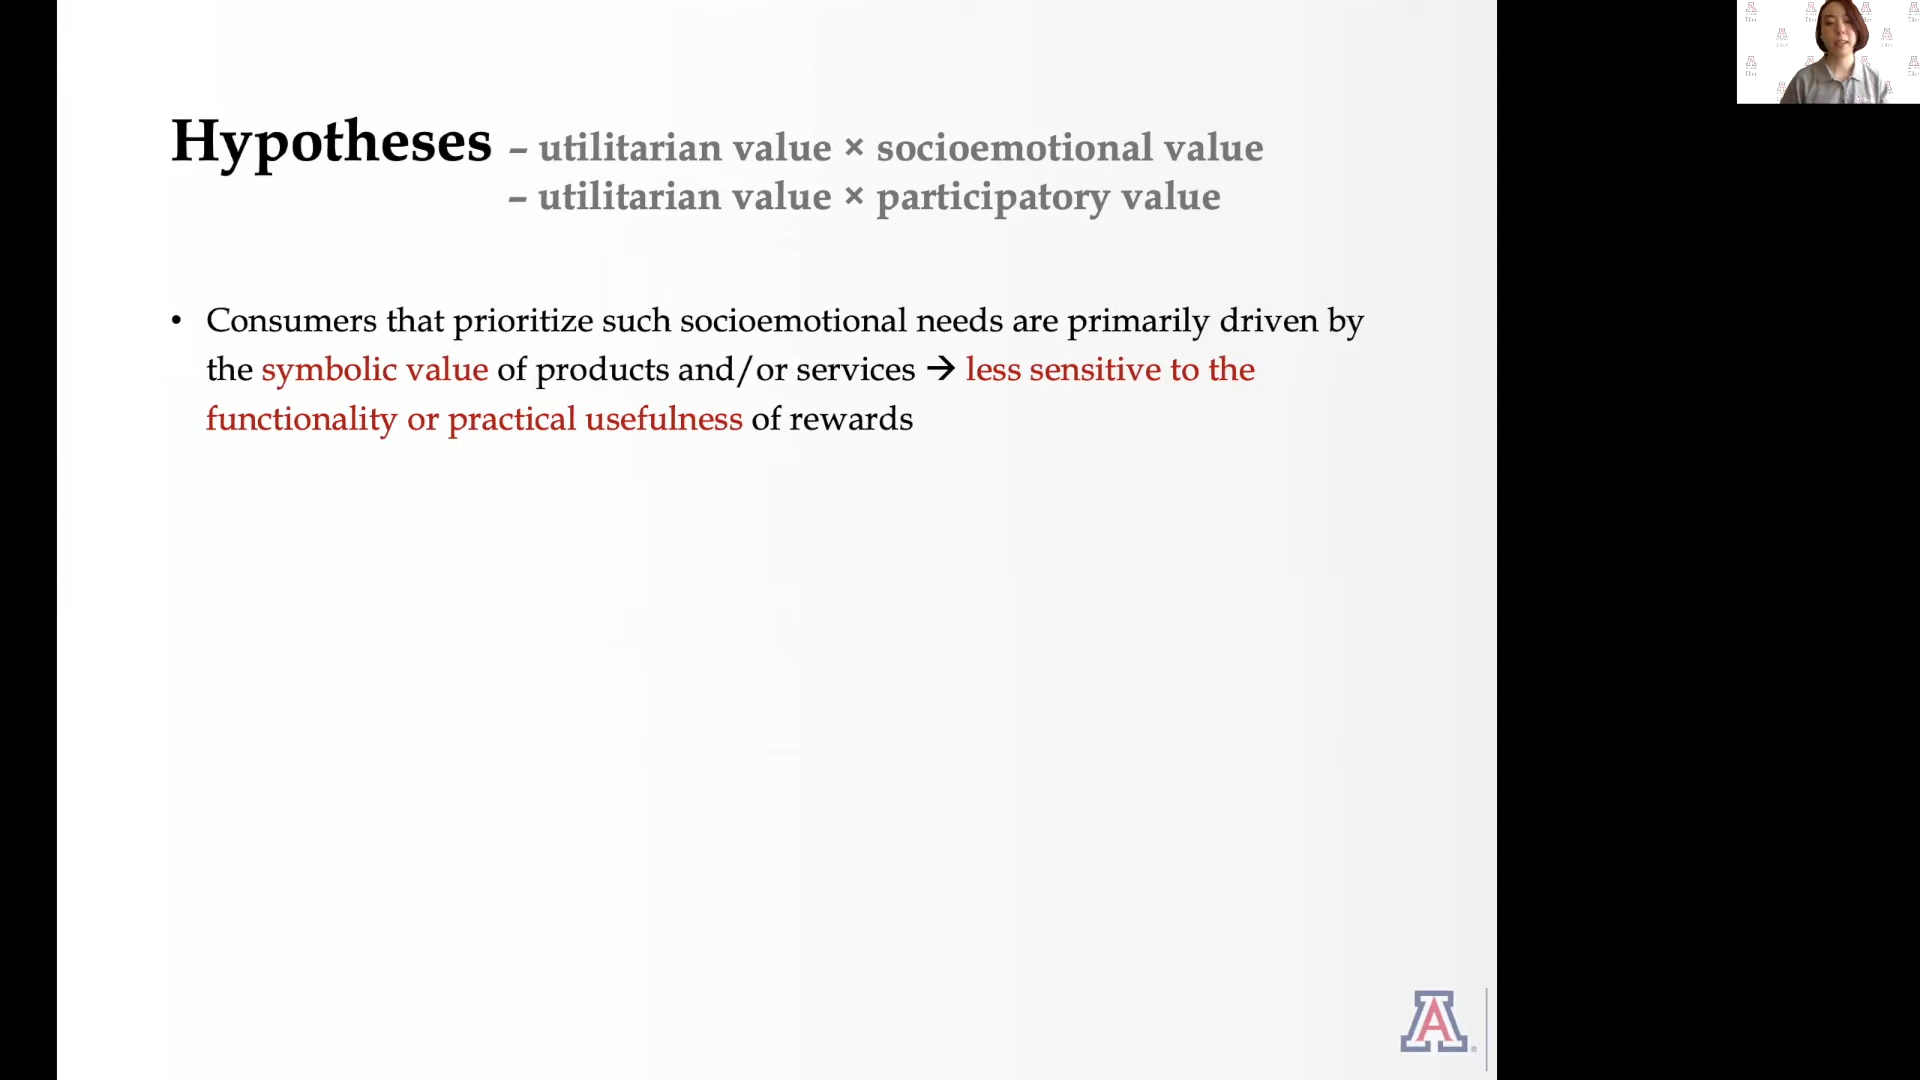 Hypotheses – utilitarian value × socioemotional value
– utilitarian value × participatory value
• Consumers that prioritize such socioemotional needs are primarily driven by
the symbolic value of products and/or services → less sensitive to the
functionality or practical usefulness of rewards
A